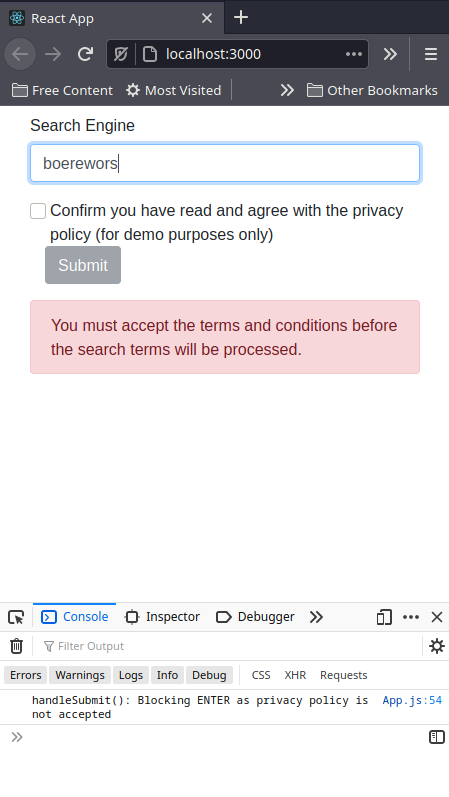 React App
localhost:3000
Free Content Most Visited Other Bookmarks
Search Engine
boerewors
Confirm you have read and agree with the privacy
policy (for demo purposes only)
Submit
You must accept the terms and conditions before
the search terms will be processed.
Console Inspector Debugger
Filter Output
Errors Warnings Logs Info Debug CSS XHR Requests
handleSubmit(): Blocking ENTER as privacy policy is App.js:54
not accepted